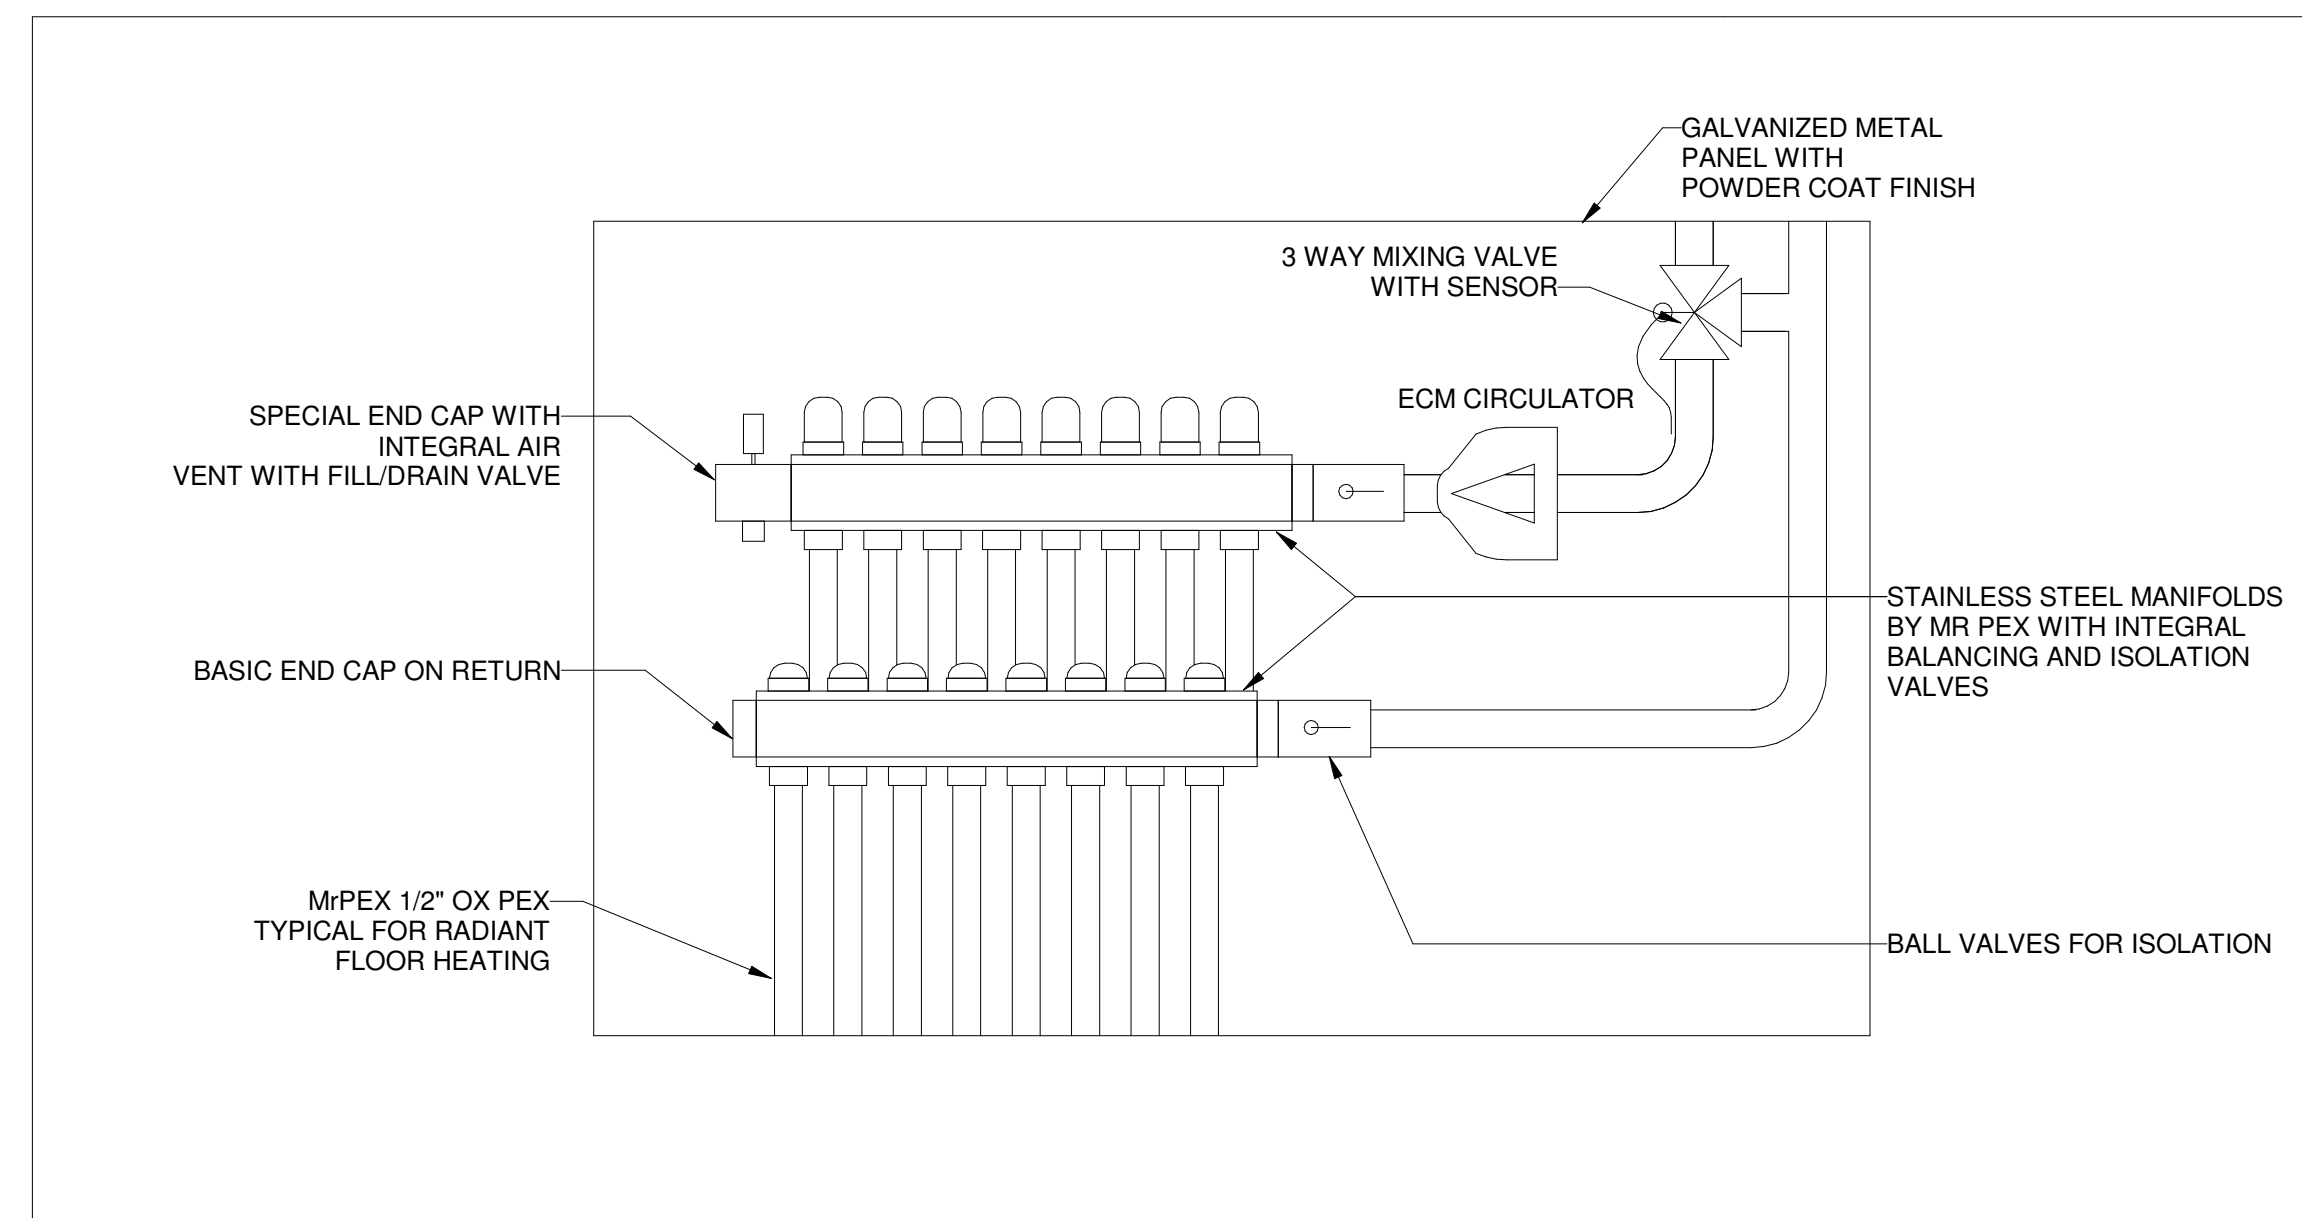 GALVANIZED METAL
PANEL WITH
POWDER COAT FINISH
3 WAY MIXING VALVE
WITH SENSOR
ECM CIRCULATOR
SPECIAL END CAP WITH
INTEGRAL AIR
VENT WITH FILL/DRAIN VALVE
STAINLESS STEEL MANIFOLDS
BY MR PEX WITH INTEGRAL
BALANCING AND ISOLATION
VALVES
BASIC END CAP ON RETURN
MrPEX 1/2" OX PEX
TYPICAL FOR RADIANT
FLOOR HEATING
BALL VALVES FOR ISOLATION